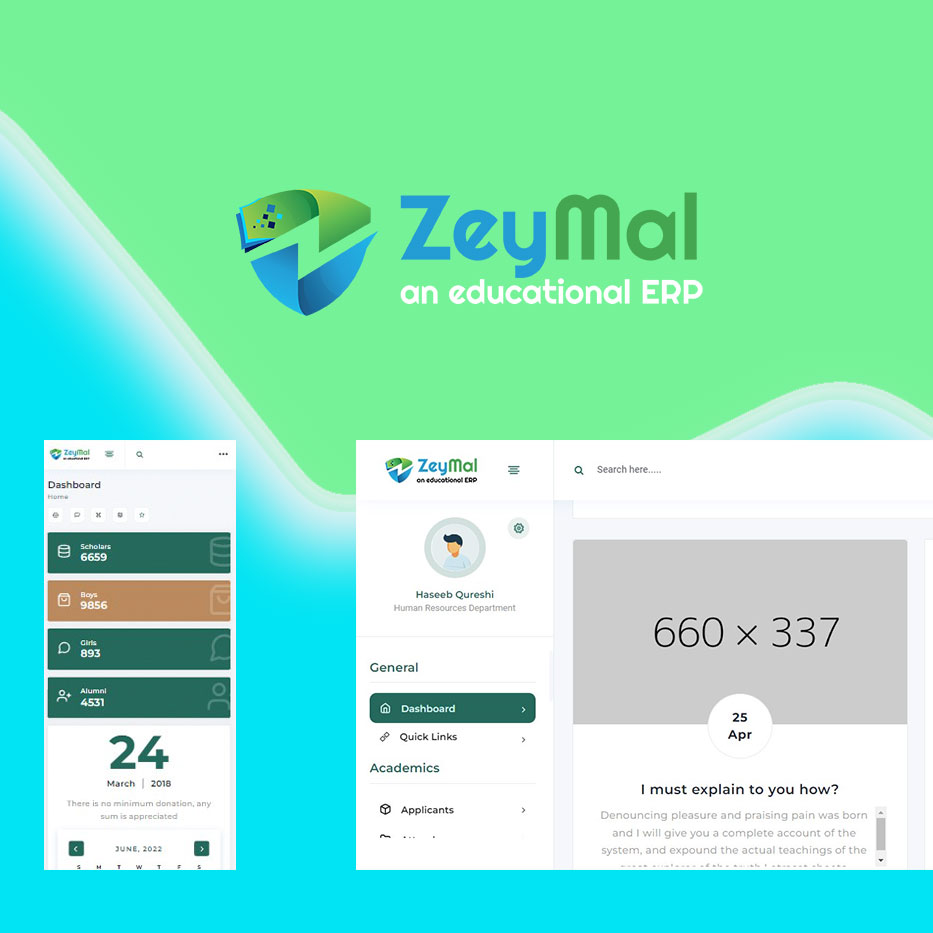 ZeyMal
an educational ERP
ZeyMal
an educational ERP
Dashboard
Home
Scholars
6659
Boys
9856
Girls
893
Alumni
4531
24
March | 2018
There is no minimum donation, any
sum is appreciated
JUNE, 2022
S M T W T F S
ZeyMal
an educational ERP
Search here.....
Haseeb Qureshi
Human Resources Department
General
Dashboard
Quick Links
Academics
Applicants
660 × 337
25
Apr
I must explain to you how?
Denouncing pleasure and praising pain was born
and I will give you a complete account of the
system, and expound the actual teachings of the